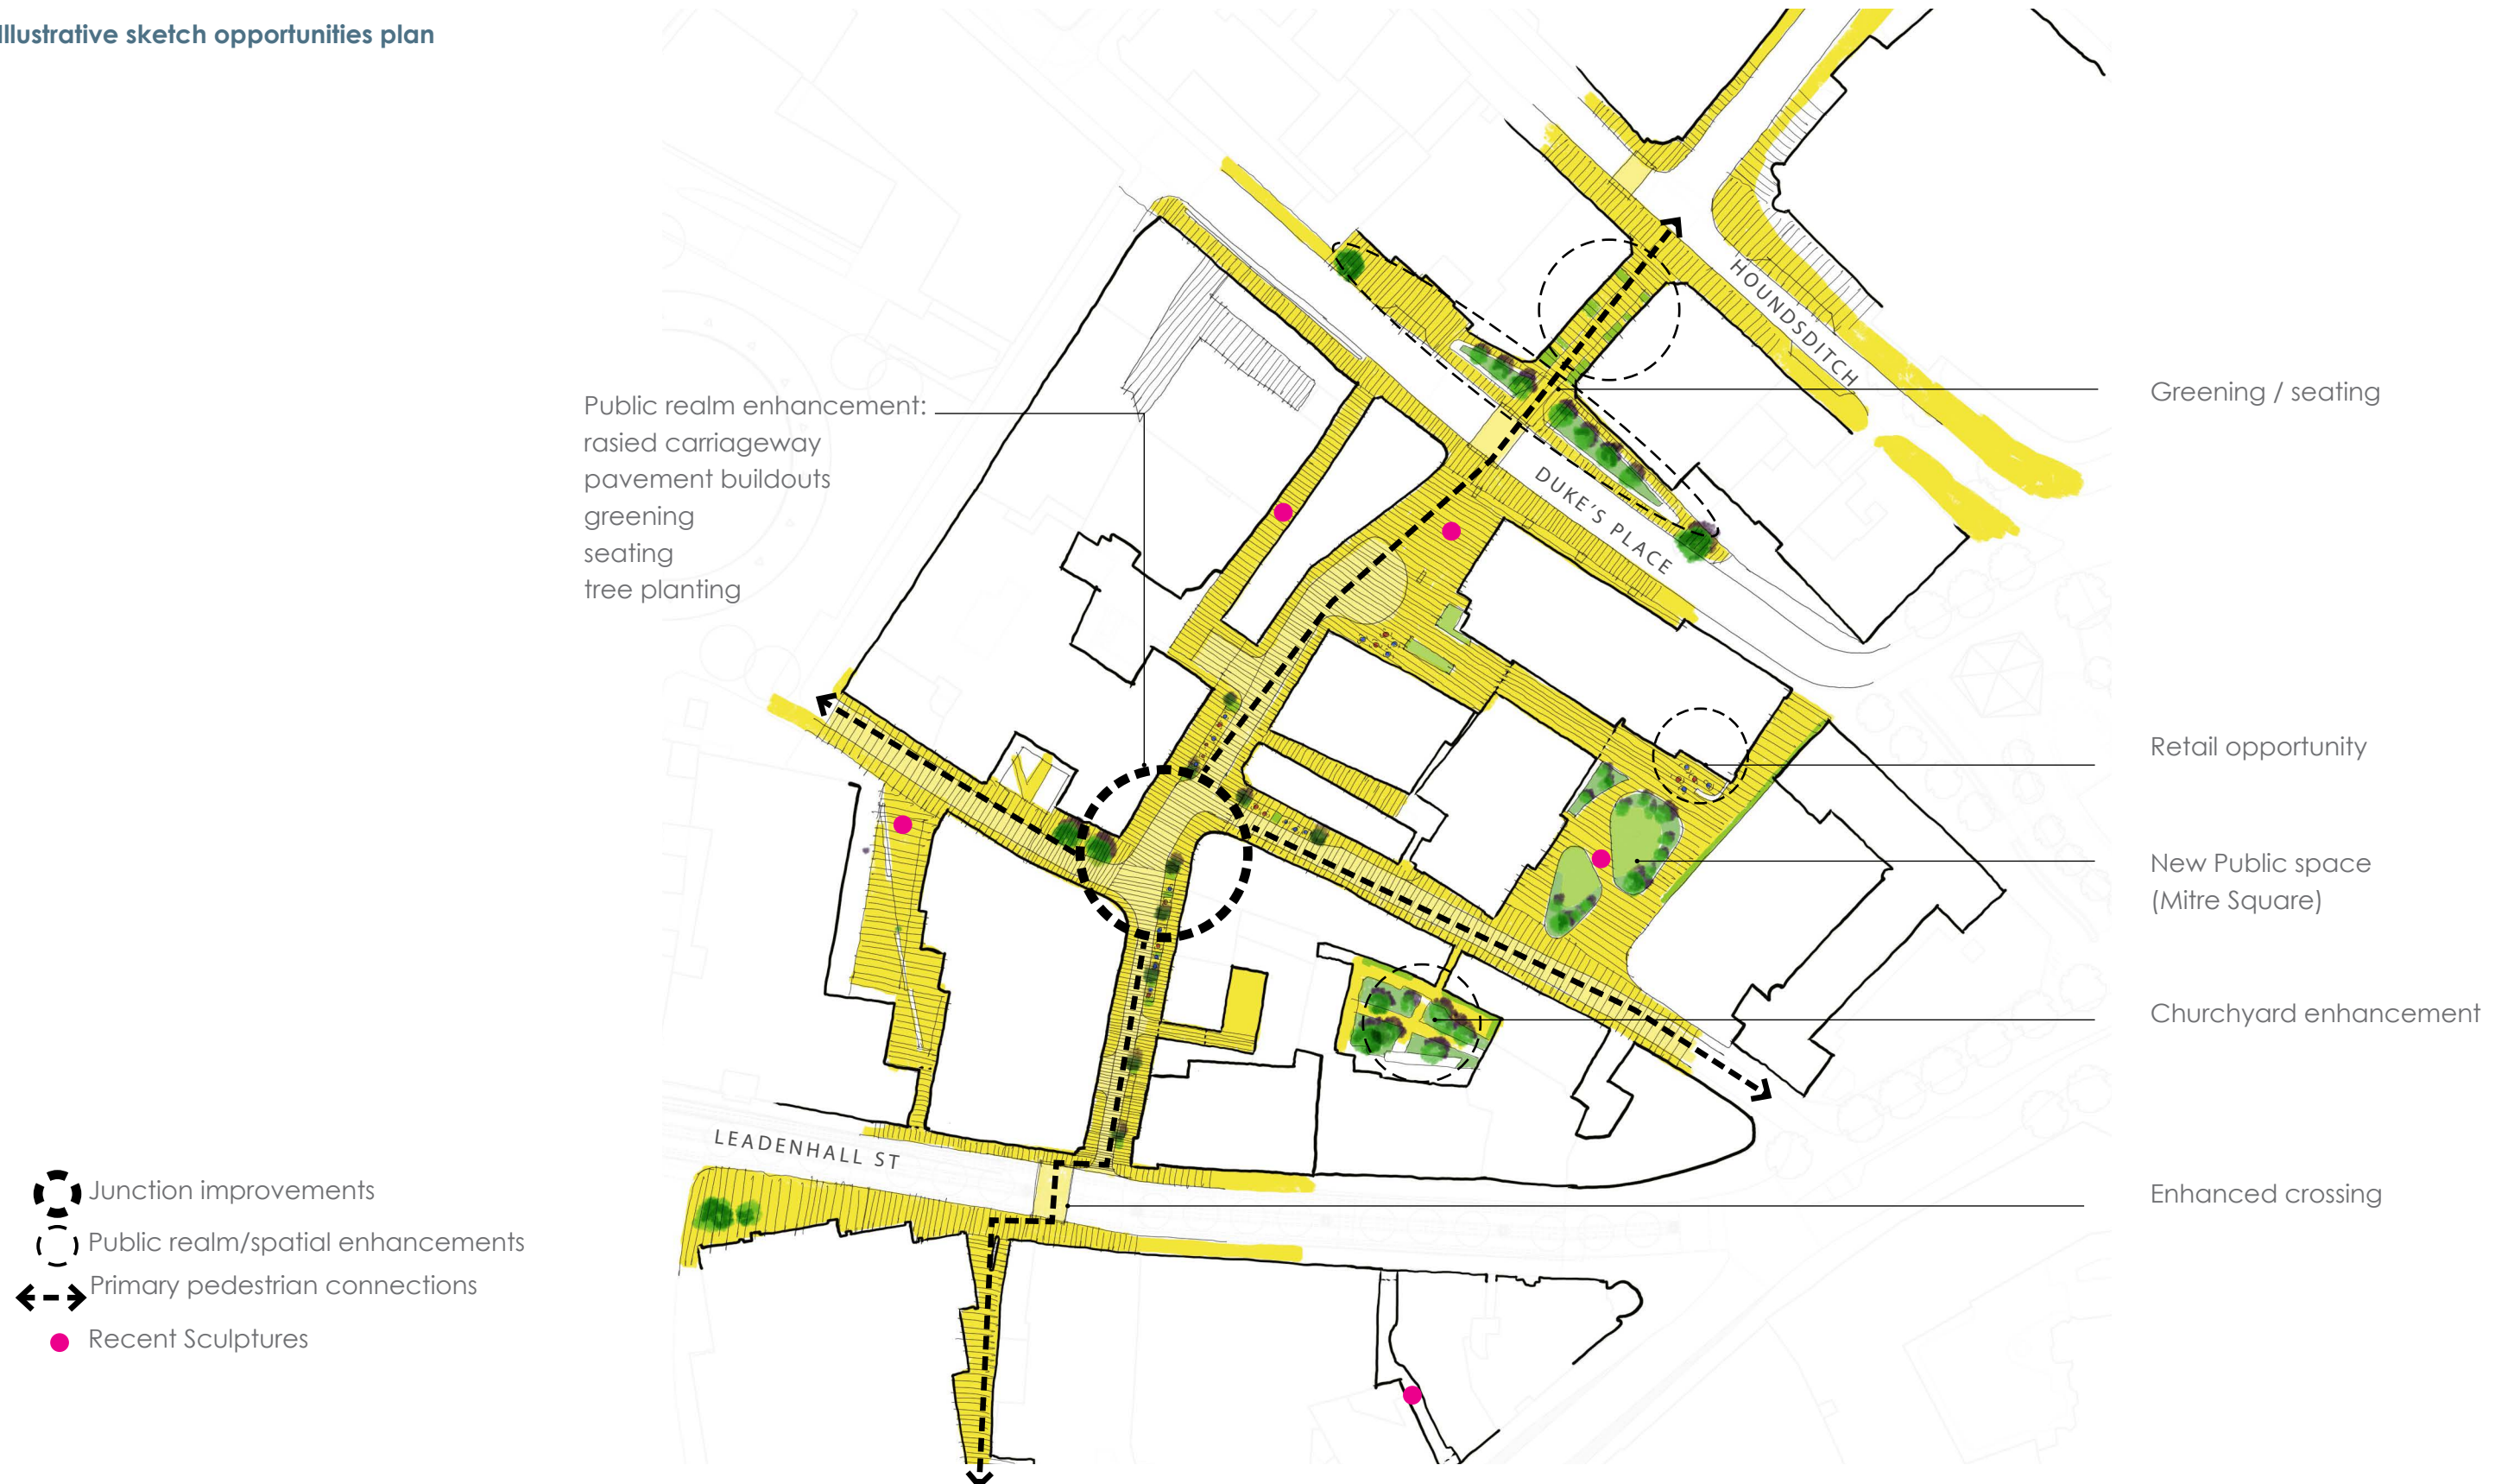 Illustrative sketch opportunities plan
HOUNDSDITCH
Public realm enhancement:
rasied carriageway
pavement buildouts
greening
seating
tree planting
Greening / seating
DUKE'S PLACE
Retail opportunity
New Public space
(Mitre Square)
Churchyard enhancement
LEADENHALL ST
Enhanced crossing
Junction improvements
Public realm/spatial enhancements
Primary pedestrian connections
Recent Sculptures